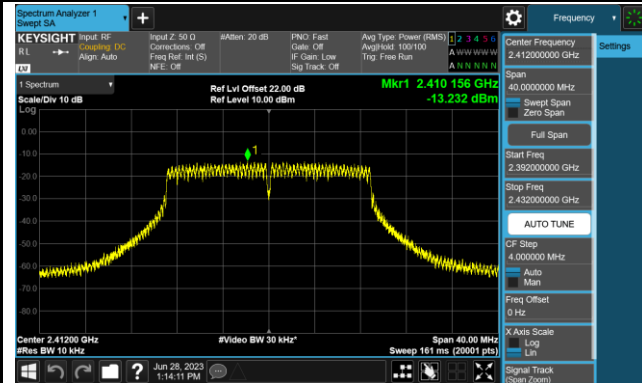 Spectrum Analyzer 1
Swept SA
Frequency
KEYSIGHT
RL
LXI
Input: RF
Coupling: DC
Align: Auto
Input Z: 50 Ω
Corrections: Off
Freq Ref: Int (S)
NFE: Off
#Atten: 20 dB
PNO: Fast
Gate: Off
IF Gain: Low
Sig Track: Off
Avg Type: Power (RMS)
Avg|Hold: 100/100
Trig: Free Run
1 2 3 4 5 6
A W W W W W
A N N N N N
1 Spectrum
Scale/Div 10 dB
Log
Ref Lvl Offset 22.00 dB
Ref Level 10.00 dBm
Mkr1 2.410 156 GHz
-13.232 dBm
1
0.00
-10.0
-20.0
-30.0
-40.0
-50.0
-60.0
-70.0
-80.0
Center 2.41200 GHz
#Res BW 10 kHz
#Video BW 30 kHz*
Span 40.00 MHz
Sweep 161 ms (20001 pts)
Center Frequency
2.412000000 GHz
Settings
Span
40.0000000 MHz
Swept Span
Zero Span
Full Span
Start Freq
2.392000000 GHz
Stop Freq
2.432000000 GHz
AUTO TUNE
CF Step
4.000000 MHz
Auto
Man
Freq Offset
0 Hz
X Axis Scale
Log
Lin
Signal Track
(Span Zoom)
Jun 28, 2023
1:14:11 PM